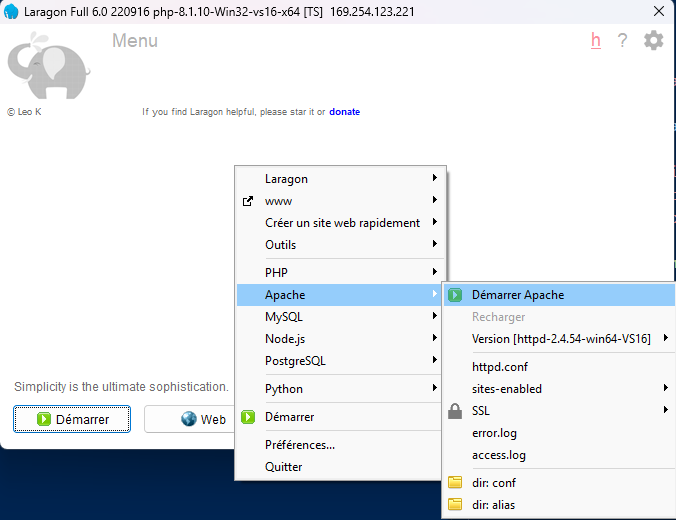 Laragon Full 6.0 220916 php-8.1.10-Win32-vs16-x64 [TS] 169.254.123.221
Menu
h ?
© Leo K
If you find Laragon helpful, please star it or donate
Laragon
www
Créer un site web rapidement
Outils
PHP
Apache
MySQL
Node.js
PostgreSQL
Python
Démarrer
Préférences...
Quitter
Démarrer Apache
Recharger
Version [httpd-2.4.54-win64-VS16]
httpd.conf
sites-enabled
SSL
error.log
access.log
dir: conf
dir: alias
Simplicity is the ultimate sophistication.
Démarrer
Web